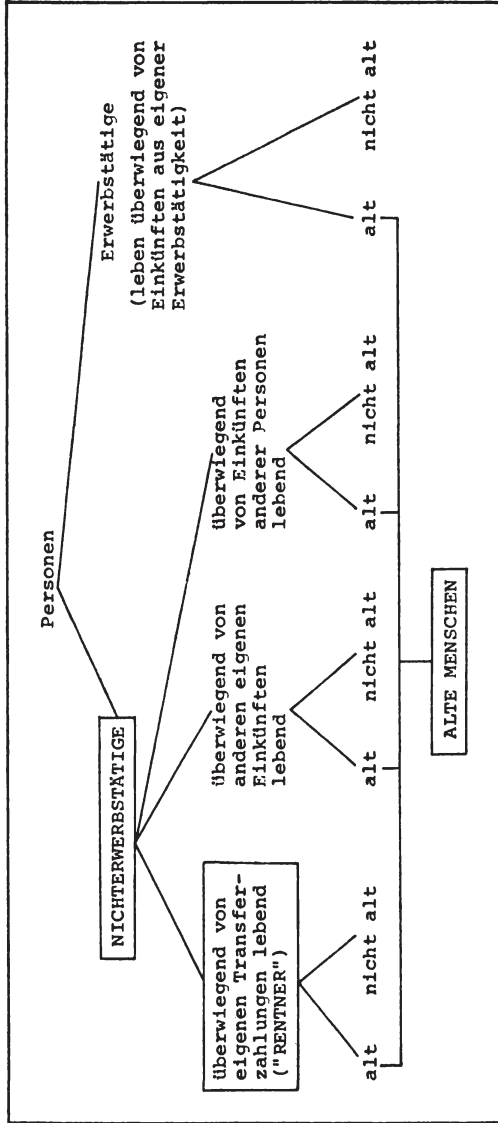 Personen
NICHTERWERBSTÄTIGE
Erwerbstätige
(leben überwiegend von
Einkünften aus eigener
Erwerbstätigkeit)
überwiegend von
eigenen Transfer-
zahlungen lebend
("RENTNER")
überwiegend von
anderen eigenen
Einkünften
lebend
überwiegend
von Einkünften
anderer Personen
lebend
alt nicht alt alt nicht alt alt nicht alt alt nicht alt
ALTE MENSCHEN